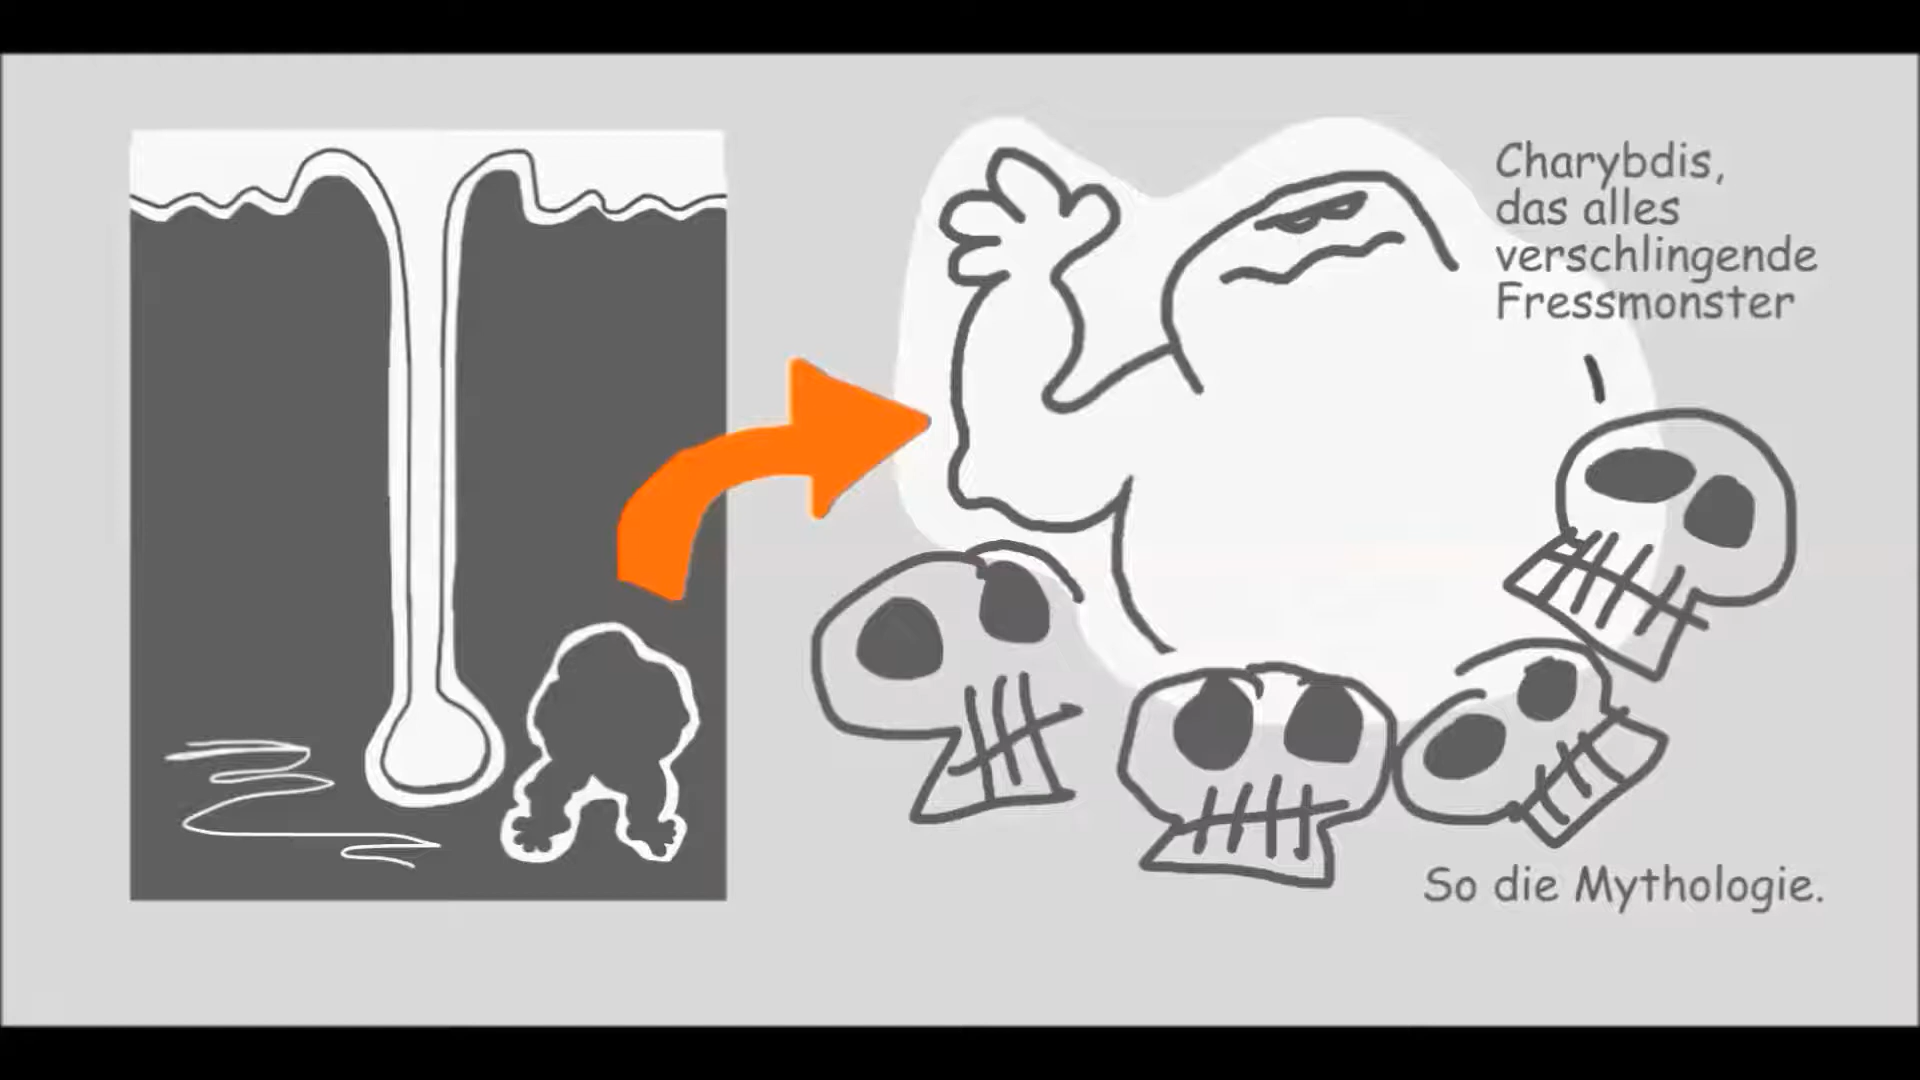 Charybdis,
das alles
verschlingende
Fressmonster
So die Mythologie.